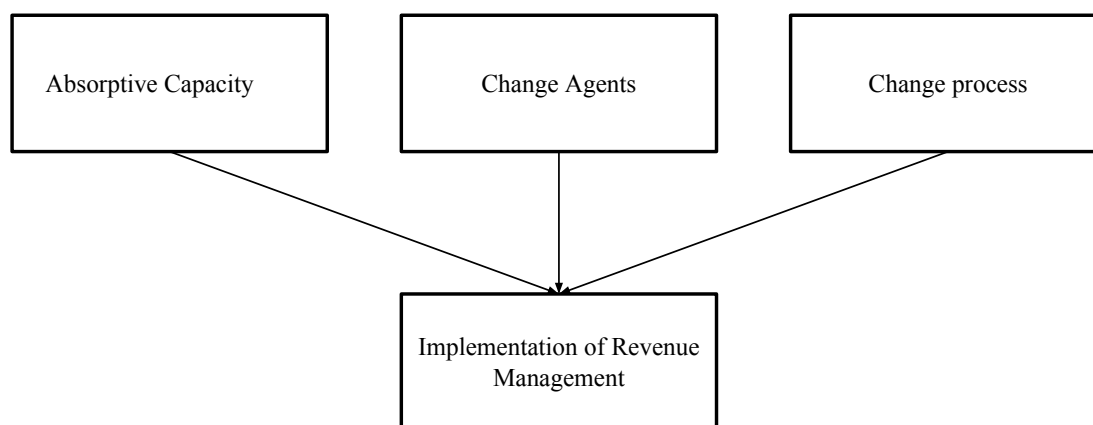 Absorptive Capacity
Change Agents
Change process
Implementation of Revenue
Management